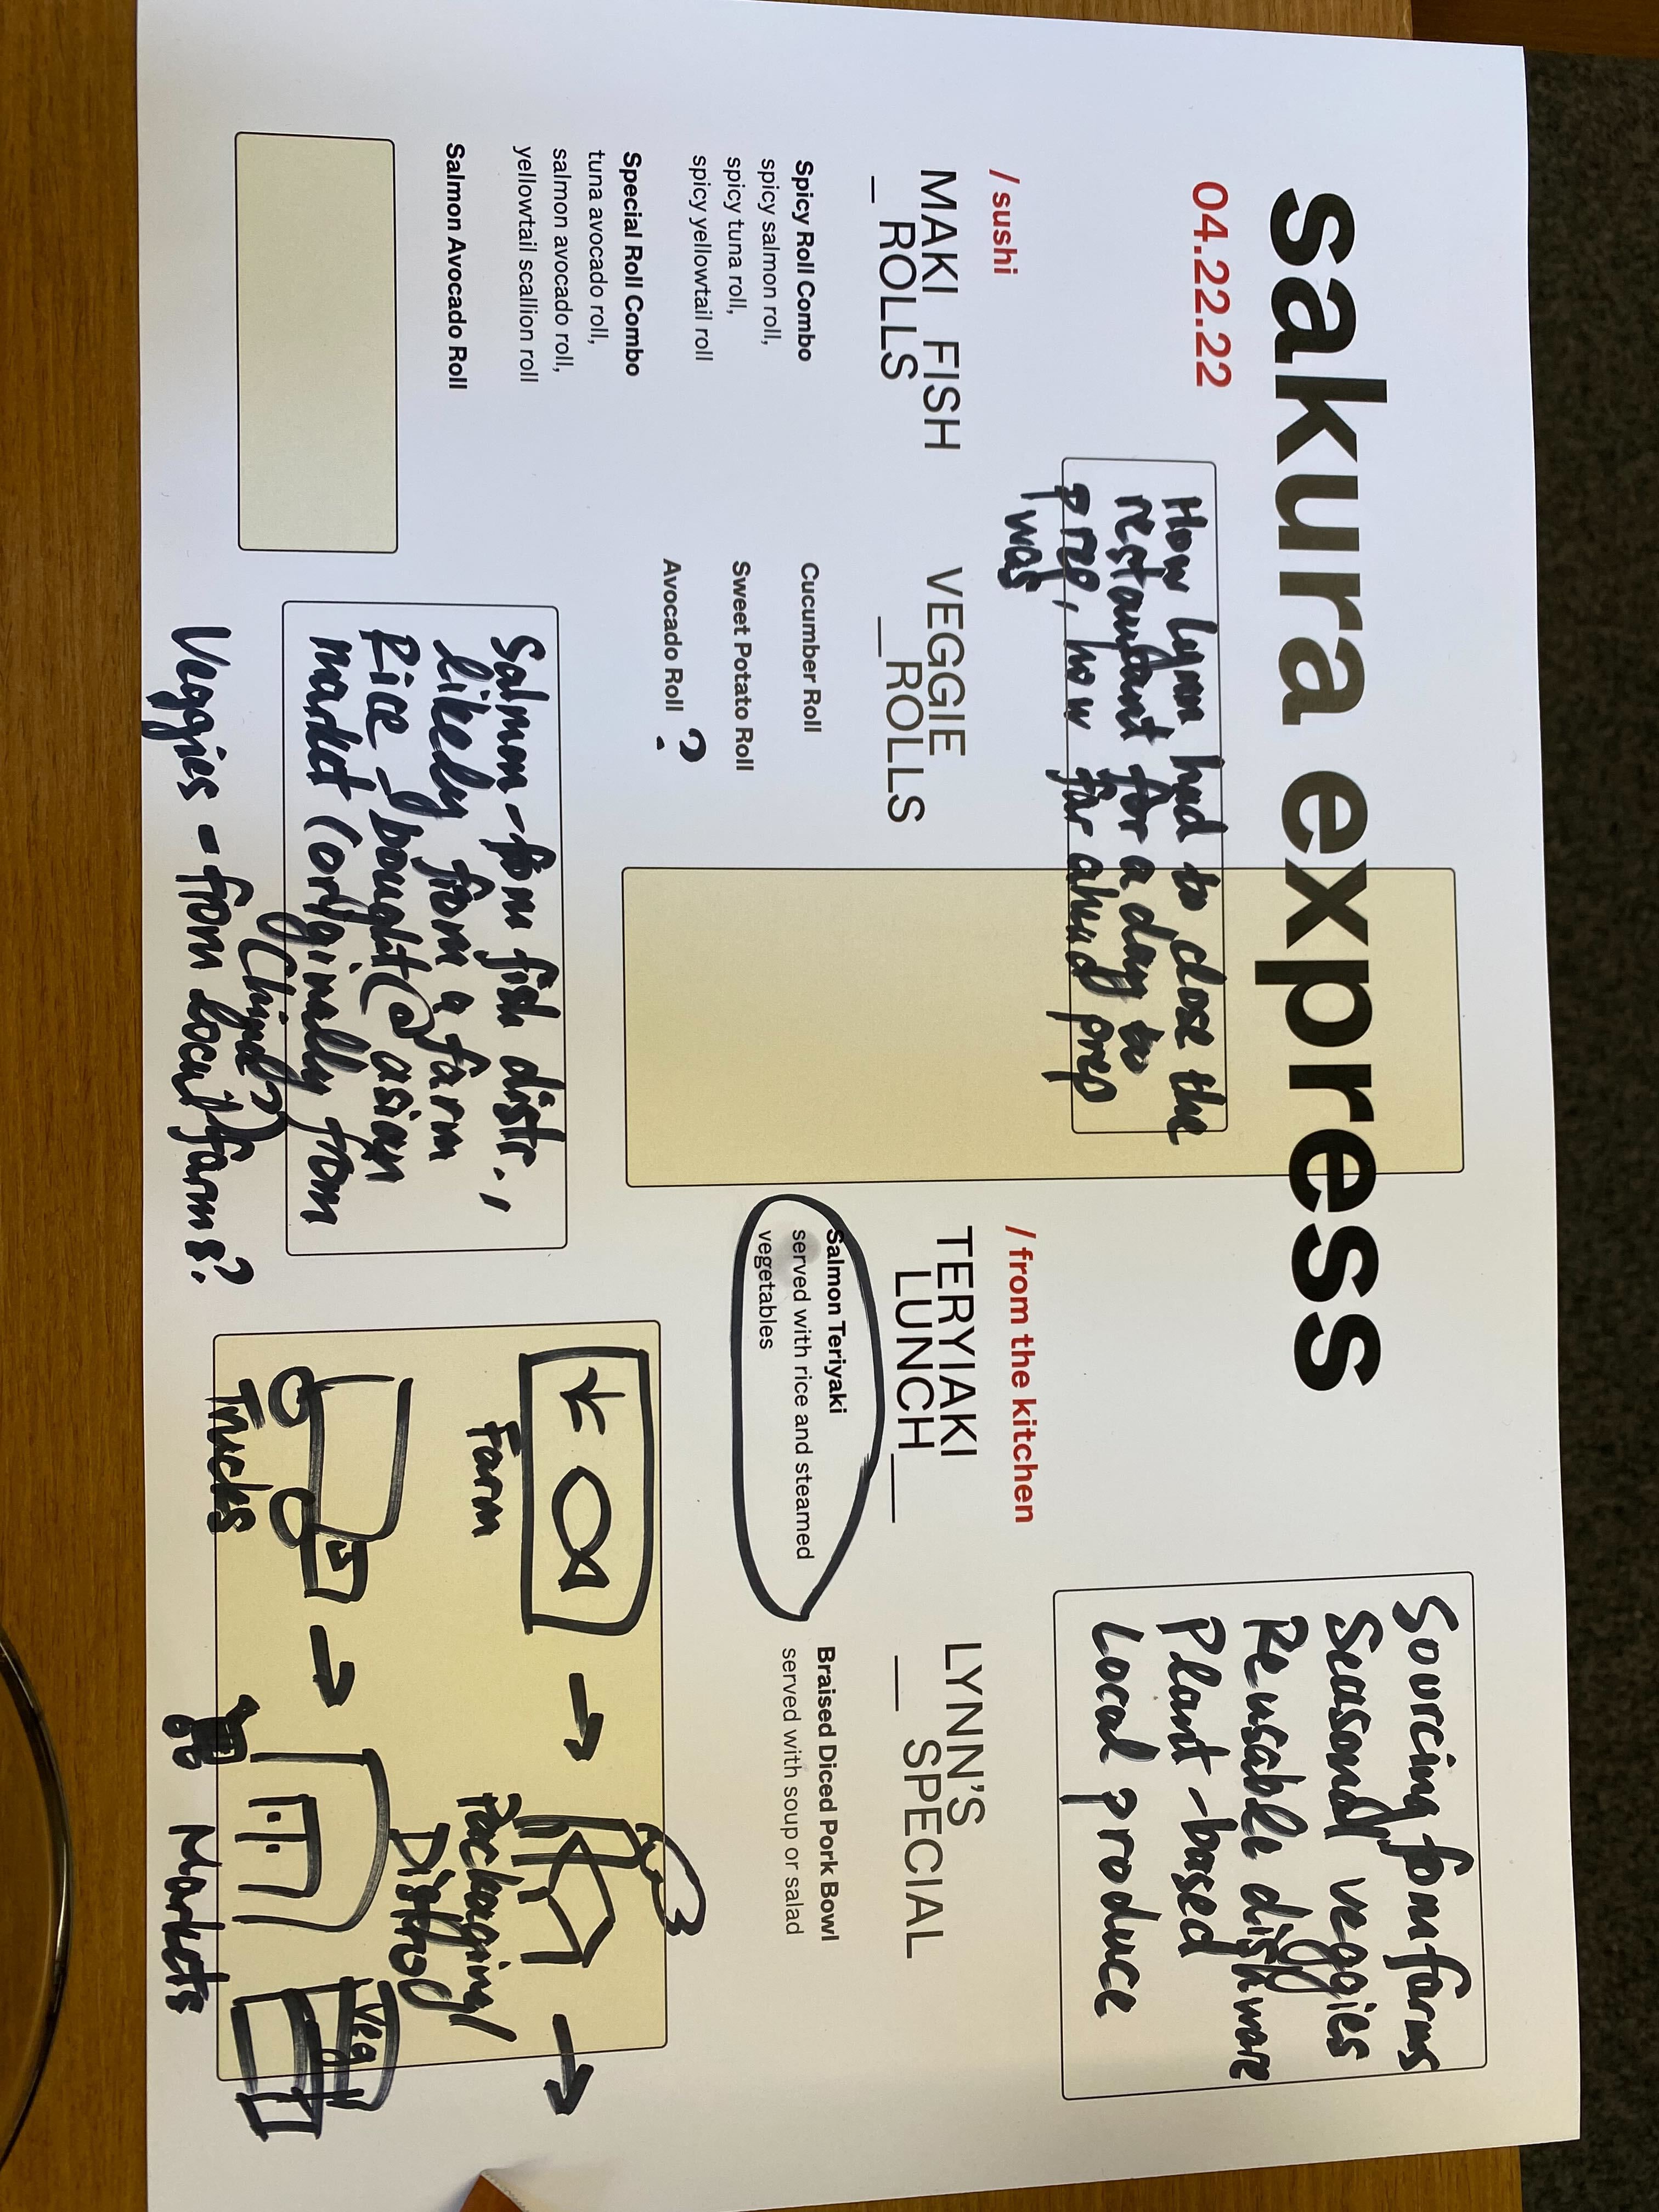 sakura express
04.22.22
How Lynn had to close the
restaurant for a day to
prep, how far ahead prep
was
Sourcing from farms
Seasonal veggies
Reusable dishware
Plant-based
Local produce
/ sushi
MAKI FISH
_ ROLLS
Spicy Roll Combo
spicy salmon roll,
spicy tuna roll,
spicy yellowtail roll
Special Roll Combo
tuna avocado roll,
salmon avocado roll,
yellowtail scallion roll
Salmon Avocado Roll
VEGGIE
__ROLLS
Cucumber Roll
Sweet Potato Roll
Avocado Roll ?
/ from the kitchen
TERYIAKI
LUNCH___
Salmon Teriyaki
served with rice and steamed
vegetables
LYNN'S
__ SPECIAL
Braised Diced Pork Bowl
served with soup or salad
Salmon - from fish distr.,
likely from a farm
Rice - bought @ asian
market (originally from
China?)
Veggies - from local farms?
Farm
Packaging/
Distro
Trucks
Veg
Markets